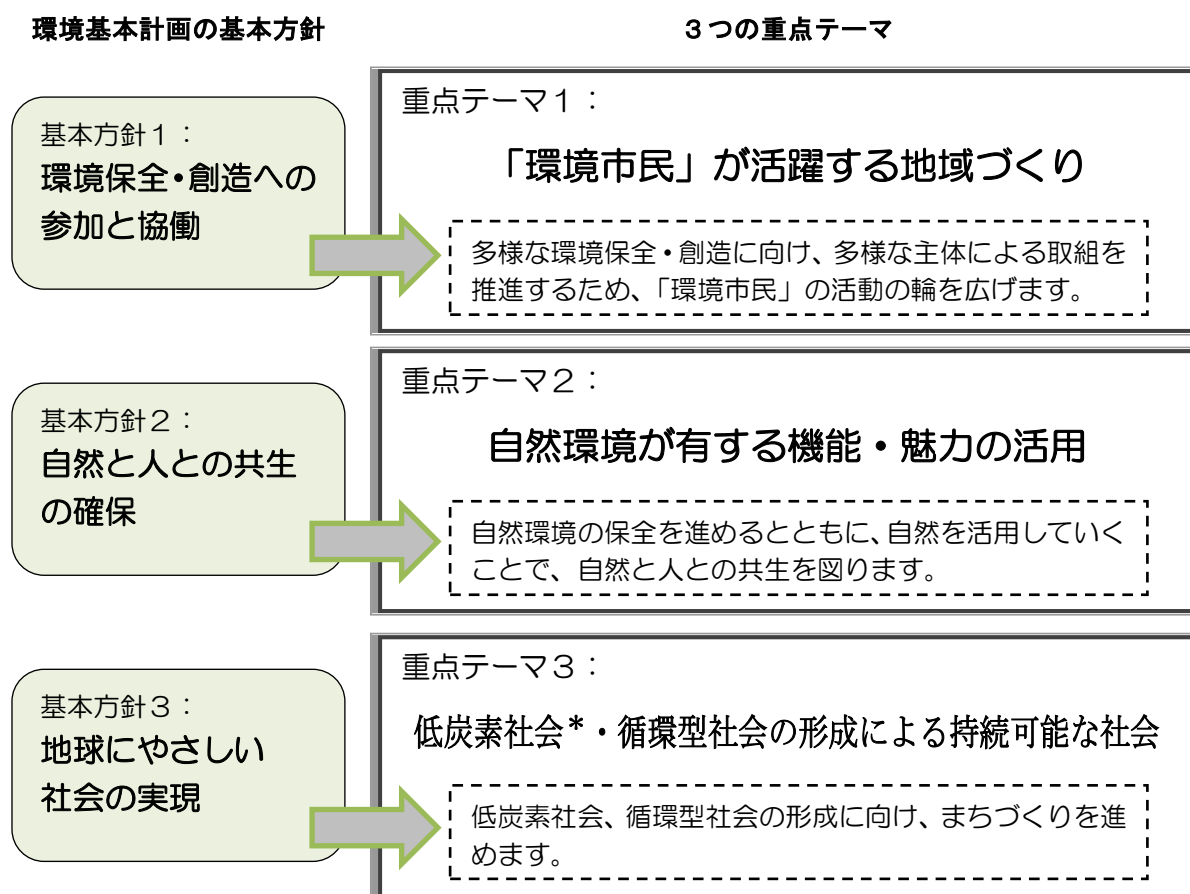 環境基本計画の基本方針
３つの重点テーマ
基本方針１：
環境保全・創造への
参加と協働
重点テーマ１：
「環境市民」が活躍する地域づくり
多様な環境保全・創造に向け、多様な主体による取組を
推進するため、「環境市民」の活動の輪を広げます。
基本方針２：
自然と人との共生
の確保
重点テーマ２：
自然環境が有する機能・魅力の活用
自然環境の保全を進めるとともに、自然を活用していく
ことで、自然と人との共生を図ります。
基本方針３：
地球にやさしい
社会の実現
重点テーマ３：
低炭素社会*・循環型社会の形成による持続可能な社会
低炭素社会、循環型社会の形成に向け、まちづくりを進
めます。